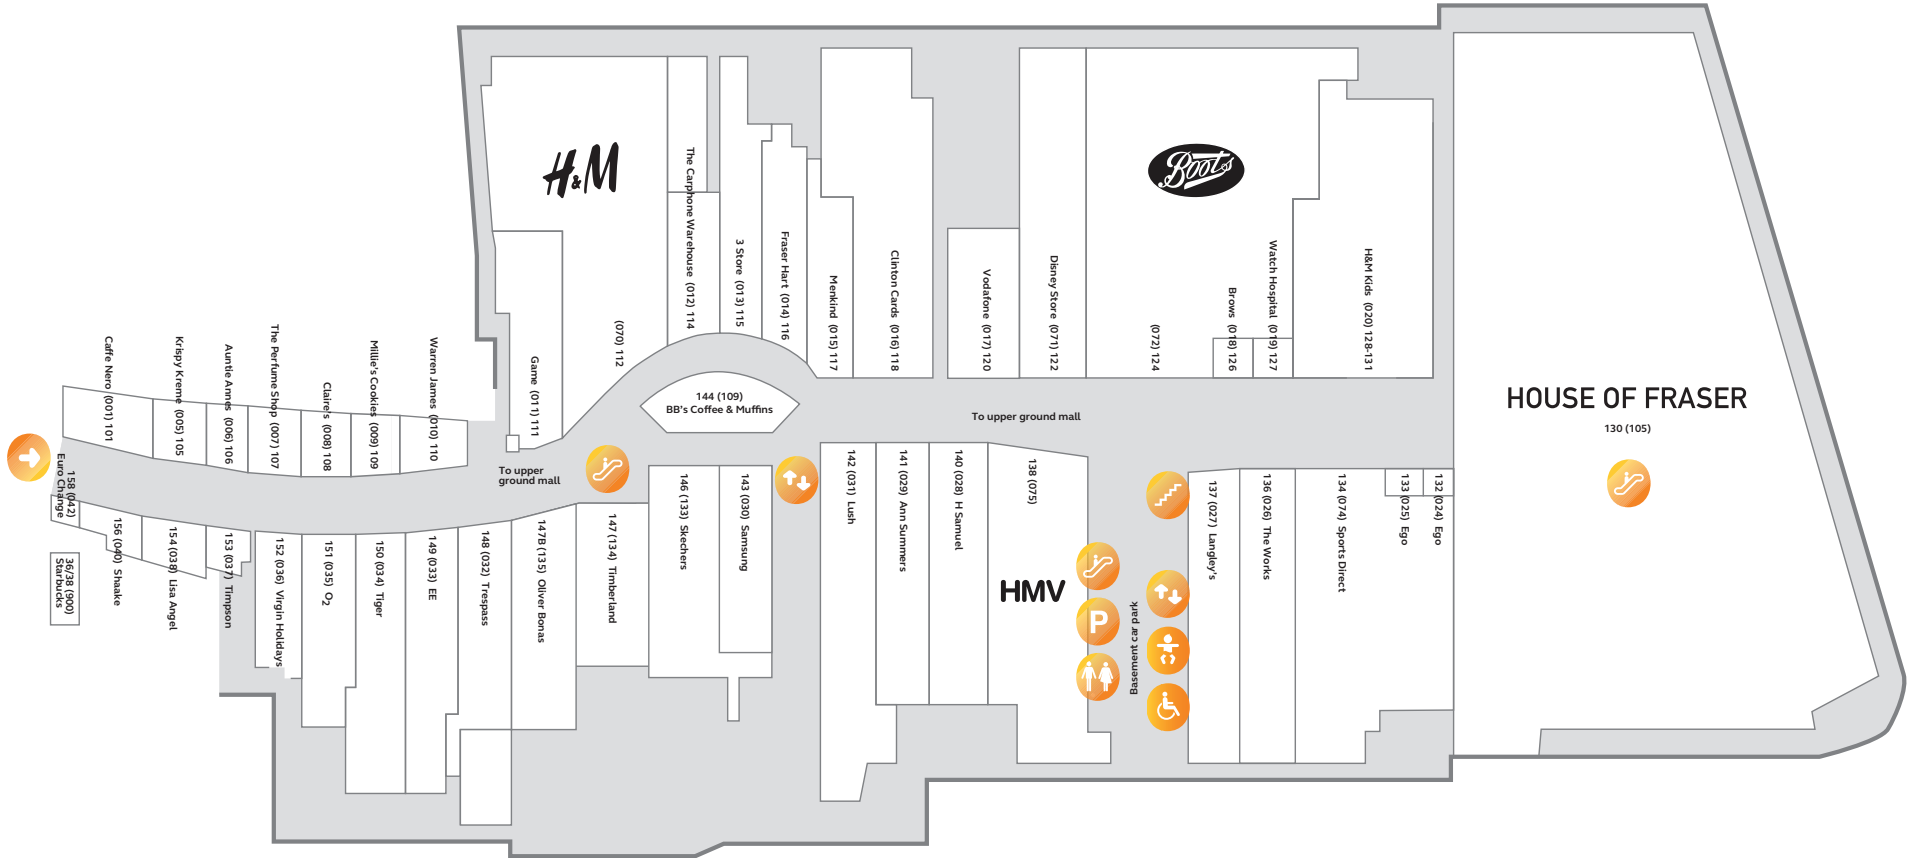 H&M
Boots
HOUSE OF FRASER
130 (105)
Caffe Nero (001) 101
Krispy Kreme (005) 105
Auntie Annes (006) 106
The Perfume Shop (007) 107
Claire's (008) 108
Millie's Cookies (009) 109
Warren James (010) 110
Game (011) 111
(070) 112
The Carphone Warehouse (012) 114
3 Store (013) 115
Fraser Hart (014) 116
Menkind (015) 117
Clinton Cards (016) 118
Vodafone (017) 120
Disney Store (071) 122
(072) 124
Brows (018) 126
Watch Hospital (019) 127
H&M Kids (020) 128-131
144 (109)
BB's Coffee & Muffins
To upper ground mall
To upper
ground mall
158 (042)
Euro Change
36/38 (900)
Starbucks
156 (040) Shaake
154 (038) Lisa Angel
153 (037) Timpson
152 (036) Virgin Holidays
151 (035) O2
150 (034) Tiger
149 (033) EE
148 (032) Trespass
147B (135) Oliver Bonas
147 (134) Timberland
146 (133) Skechers
143 (030) Samsung
142 (031) Lush
141 (029) Ann Summers
140 (028) H Samuel
138 (075)
HMV
P
Basement car park
137 (027) Langley's
136 (026) The Works
134 (074) Sports Direct
133 (025) Ego
132 (024) Ego